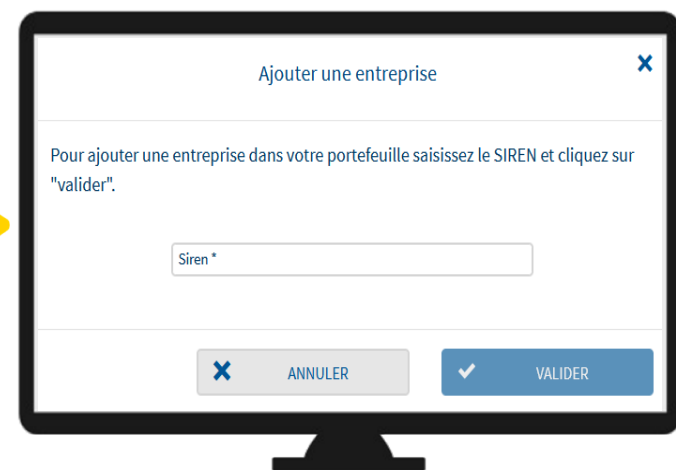 Ajouter une entreprise
Pour ajouter une entreprise dans votre portefeuille saisissez le SIREN et cliquez sur
"valider".
Siren *
ANNULER
VALIDER